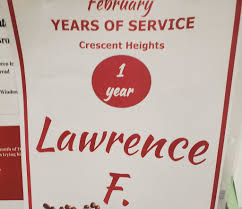 February
YEARS OF SERVICE
Crescent Heights
1
year
Lawrence
F.